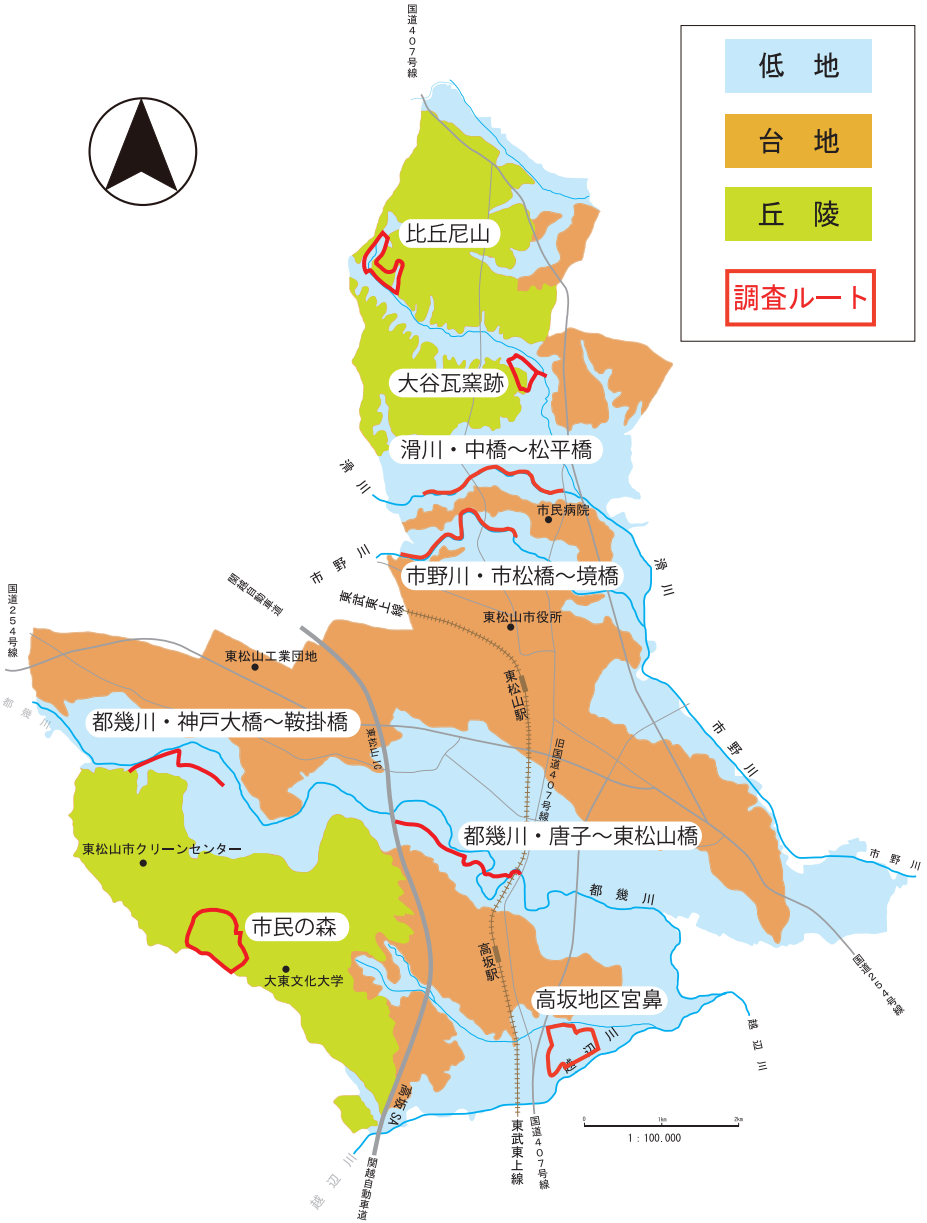 国道407号線
低地
台地
丘陵
調査ルート
比丘尼山
大谷瓦窯跡
滑川・中橋～松平橋
滑川
市民病院
市野川
滑川
市野川・市松橋～境橋
関越自動車道
東武東上線
国道254号線
東松山市役所
東松山工業団地
東松山駅
都幾川
都幾川・神戸大橋～鞍掛橋
東松山IC
旧国道407号線
市野川
都幾川・唐子～東松山橋
東松山市クリーンセンター
市野川
都幾川
市民の森
高坂駅
大東文化大学
国道254号線
高坂地区宮鼻
越辺川
越辺川
高坂SA
0 1km 2km
1:100.000
東武東上線
国道407号線
越辺川
関越自動車道